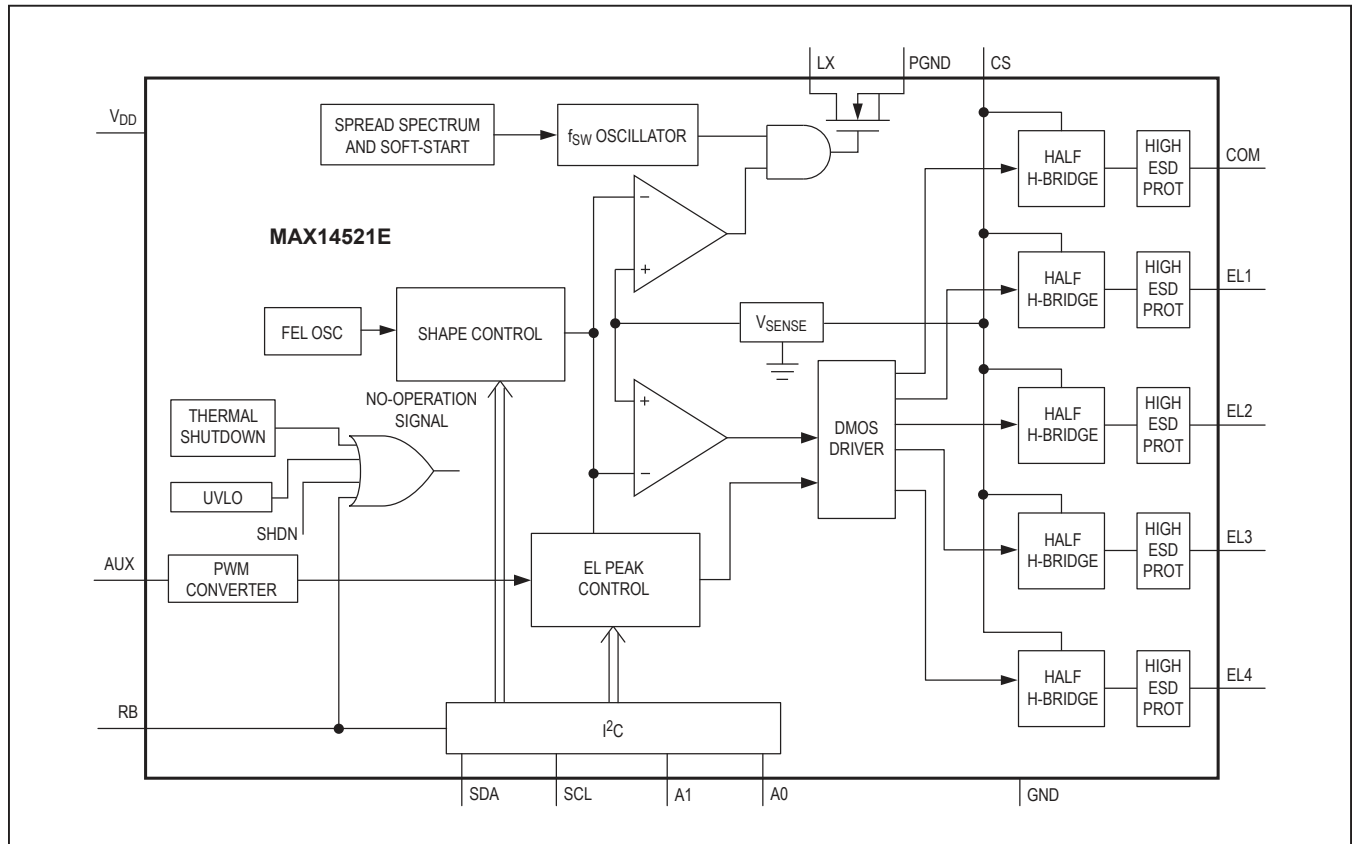 LX
PGND
CS
VDD
SPREAD SPECTRUM
AND SOFT-START
fSW OSCILLATOR
HALF
H-BRIDGE
HIGH
ESD
PROT
COM
MAX14521E
−
+
HALF
H-BRIDGE
HIGH
ESD
PROT
EL1
FEL OSC
SHAPE CONTROL
VSENSE
NO-OPERATION
SIGNAL
THERMAL
SHUTDOWN
UVLO
SHDN
+
−
DMOS
DRIVER
HALF
H-BRIDGE
HIGH
ESD
PROT
EL2
HALF
H-BRIDGE
HIGH
ESD
PROT
EL3
AUX
PWM
CONVERTER
EL PEAK
CONTROL
HALF
H-BRIDGE
HIGH
ESD
PROT
EL4
RB
I2C
SDA
SCL
A1
A0
GND